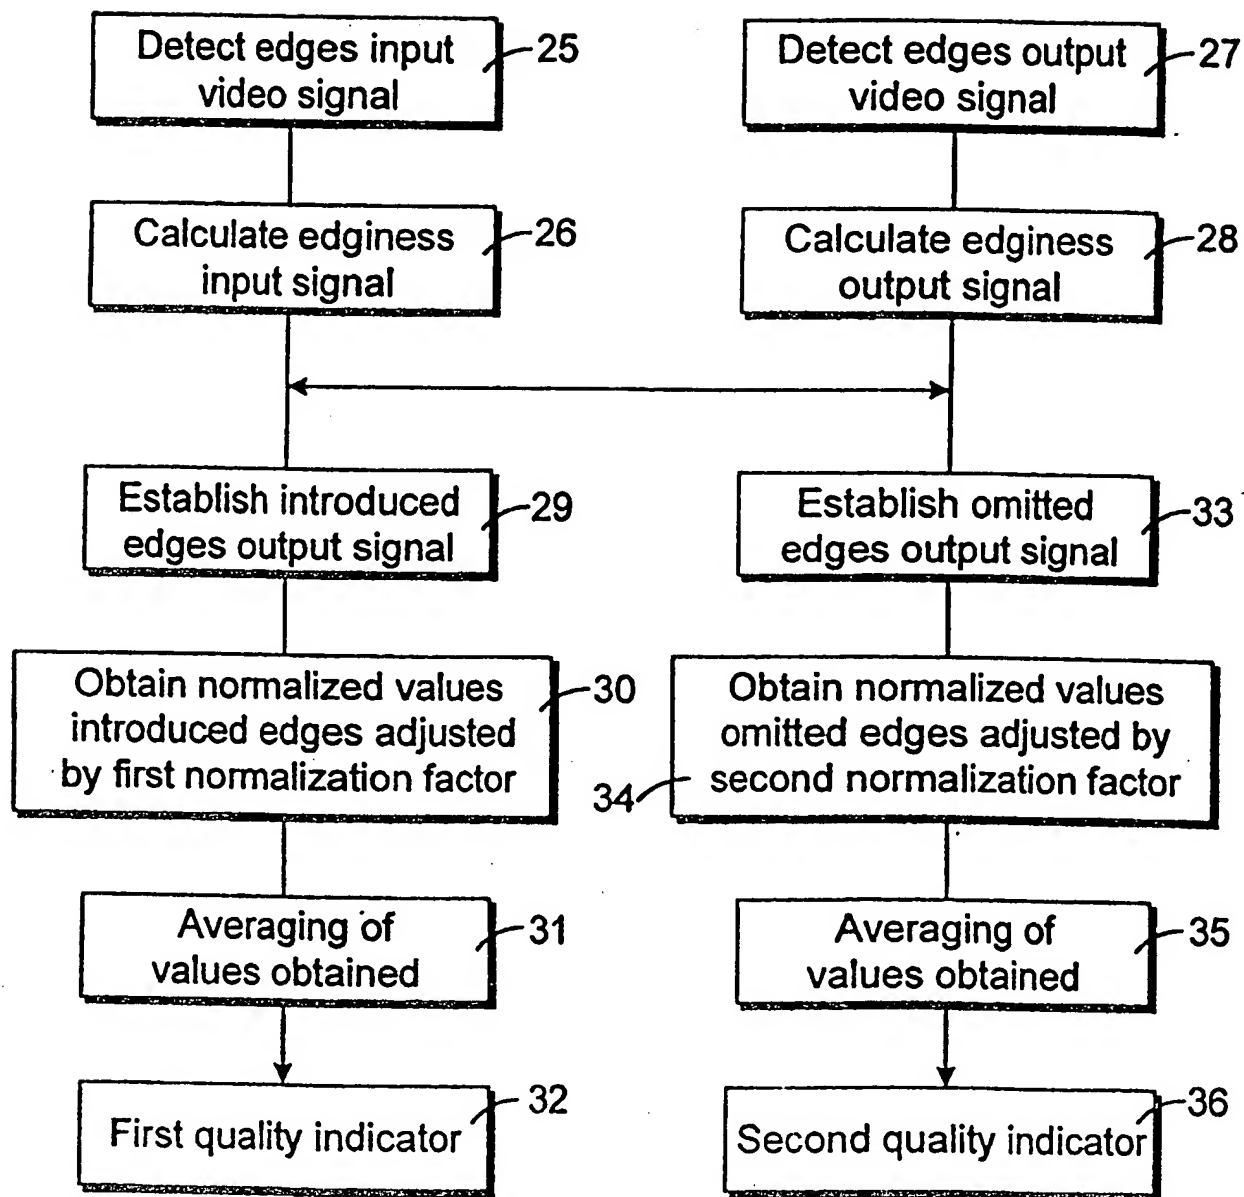 Detect edges input
video signal
25
Detect edges output
video signal
27
Calculate edginess
input signal
26
Calculate edginess
output signal
28
Establish introduced
edges output signal
29
Establish omitted
edges output signal
33
Obtain normalized values
introduced edges adjusted
by first normalization factor
30
Obtain normalized values
omitted edges adjusted by
second normalization factor
34
Averaging of
values obtained
31
Averaging of
values obtained
35
First quality indicator
32
Second quality indicator
36